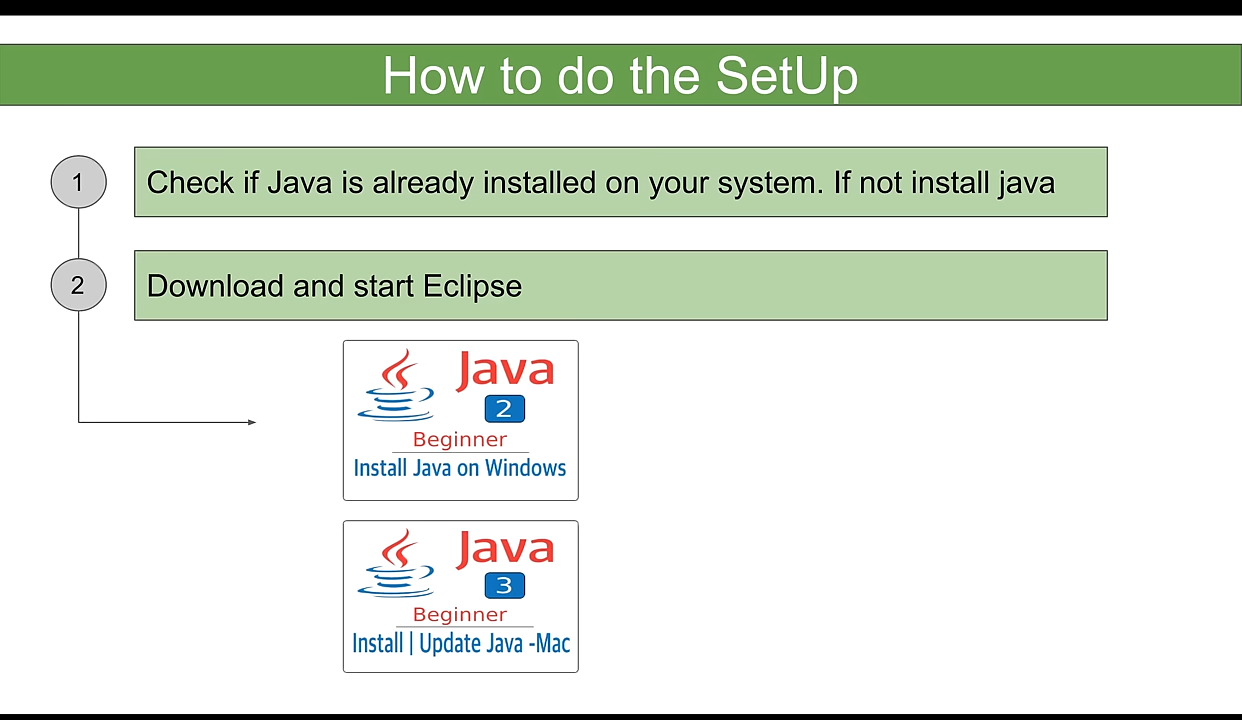 How to do the SetUp
1
Check if Java is already installed on your system. If not install java
2
Download and start Eclipse
Java
2
Beginner
Install Java on Windows
Java
3
Beginner
Install | Update Java -Mac